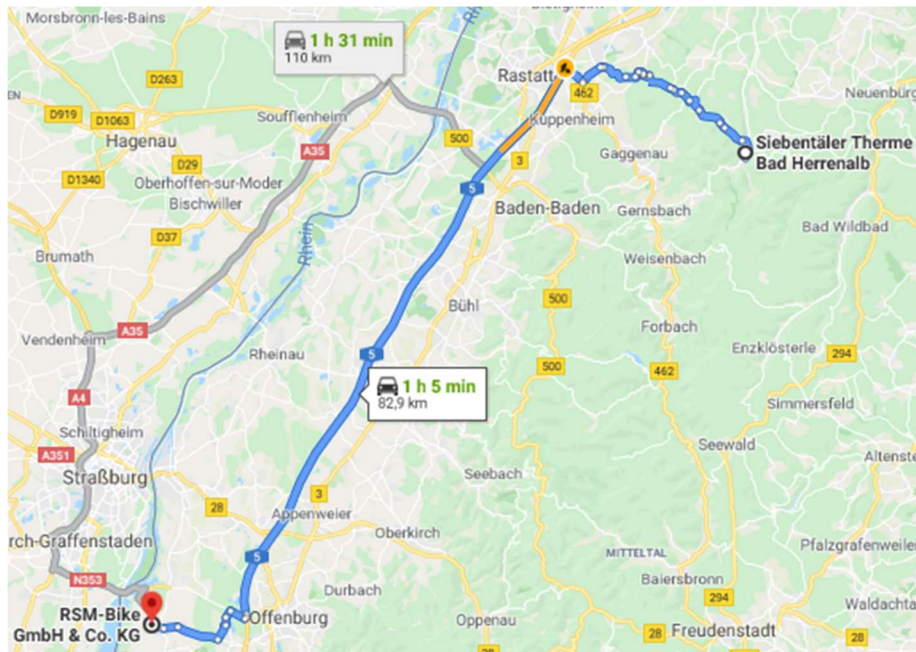 Morsbronn-les-Bains
1 h 31 min
110 km
Rastatt
D263
EN
462
Neuenbürg
D919
D1063
Soufflenheim
Kuppenheim
Hagenau
500
Siebentäler Therme
Bad Herrenalb
A35
3
Gaggenau
D29
D1340
Oberhoffen-sur-Moder
5
Bischwiller
Baden-Baden
Gernsbach
D37
Rhein
Bad Wildbad
Brumath
Weisenbach
500
Bühl
A35
Forbach
Vendenheim
5
Rheinau
Enzklösterle
294
500
462
1 h 5 min
82,9 km
A4
Simmersfeld
Schiltigheim
Seewald
A351
Altenste
Straßburg
Seebach
3
28
Appenweier
Oberkirch
rch-Graffenstaden
5
MITTELTAL
Pfalzgrafenweiler
N353
Baiersbronn
Durbach
294
RSM-Bike
GmbH & Co. KG
Offenburg
Waldachta
Oppenau
28
Freudenstadt
28
28